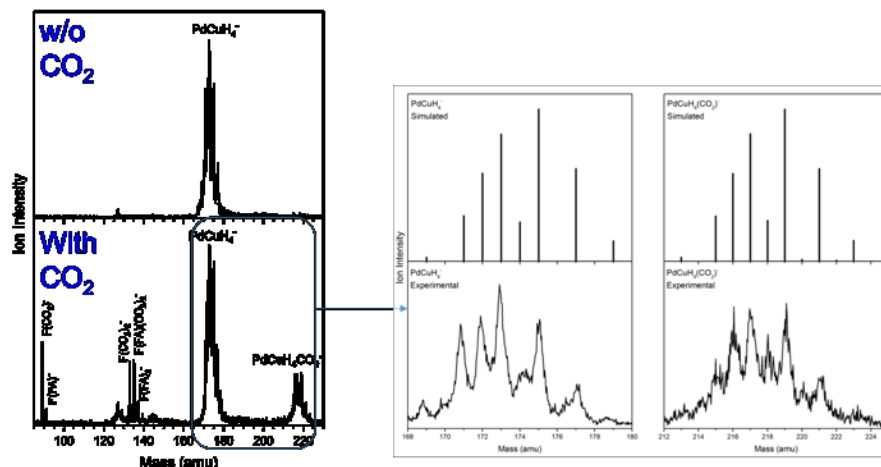 w/o
CO₂
PdCuH₄⁻
With
CO₂
PdCuH₄⁻
F(CO₂)⁻
F(FA)⁻
F(CO₂)₂⁻
F(FA)(CO₂)⁻
F(FA)₂⁻
PdCuH₄CO₂⁻
Ion Intensity
100 120 140 160 180 200 220
Mass (amu)
PdCuH₄⁻
Simulated
PdCuH₄(CO₂)⁻
Simulated
Ion Intensity
PdCuH₄⁻
Experimental
PdCuH₄(CO₂)⁻
Experimental
168 170 172 174 176 178 180
212 214 216 218 220 222 224
Mass (amu)
Mass (amu)